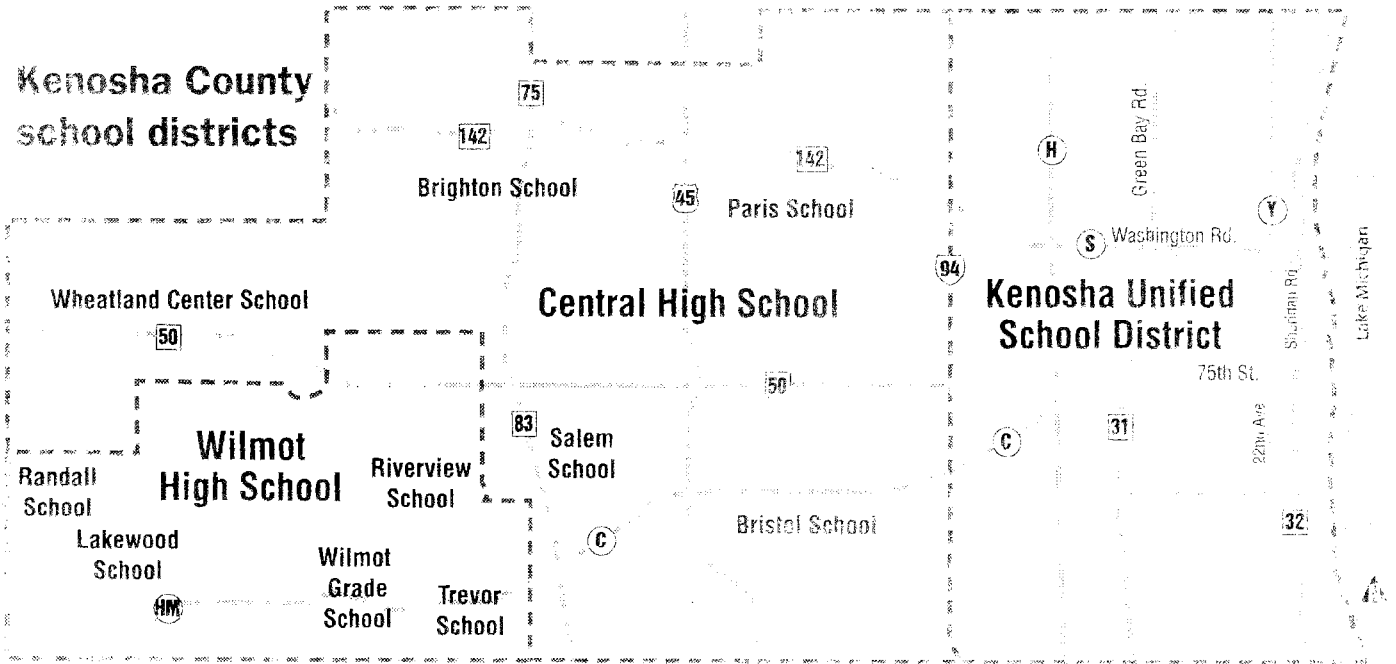 Kenosha County
school districts
75
142
142
H
Green Bay Rd.
Brighton School
45
Paris School
Y
S
Washington Rd.
Lake Michigan
94
Wheatland Center School
Central High School
Kenosha Unified
School District
Sheridan Rd.
50
75th St.
50
83
Salem
School
C
31
22nd Ave
Wilmot
High School
Riverview
School
Randall
School
Bristol School
32
Lakewood
School
C
Wilmot
Grade
School
Trevor
School
HM